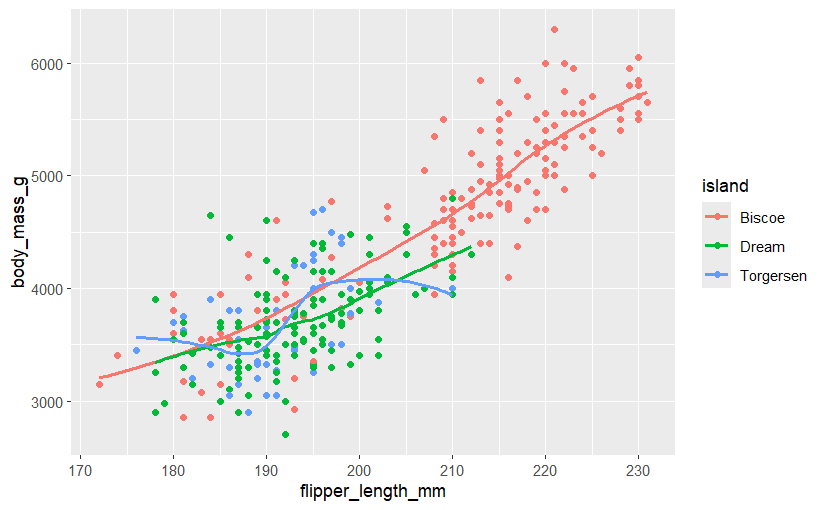 6000
5000
4000
3000
body_mass_g
170 180 190 200 210 220 230
flipper_length_mm
island
Biscoe
Dream
Torgersen